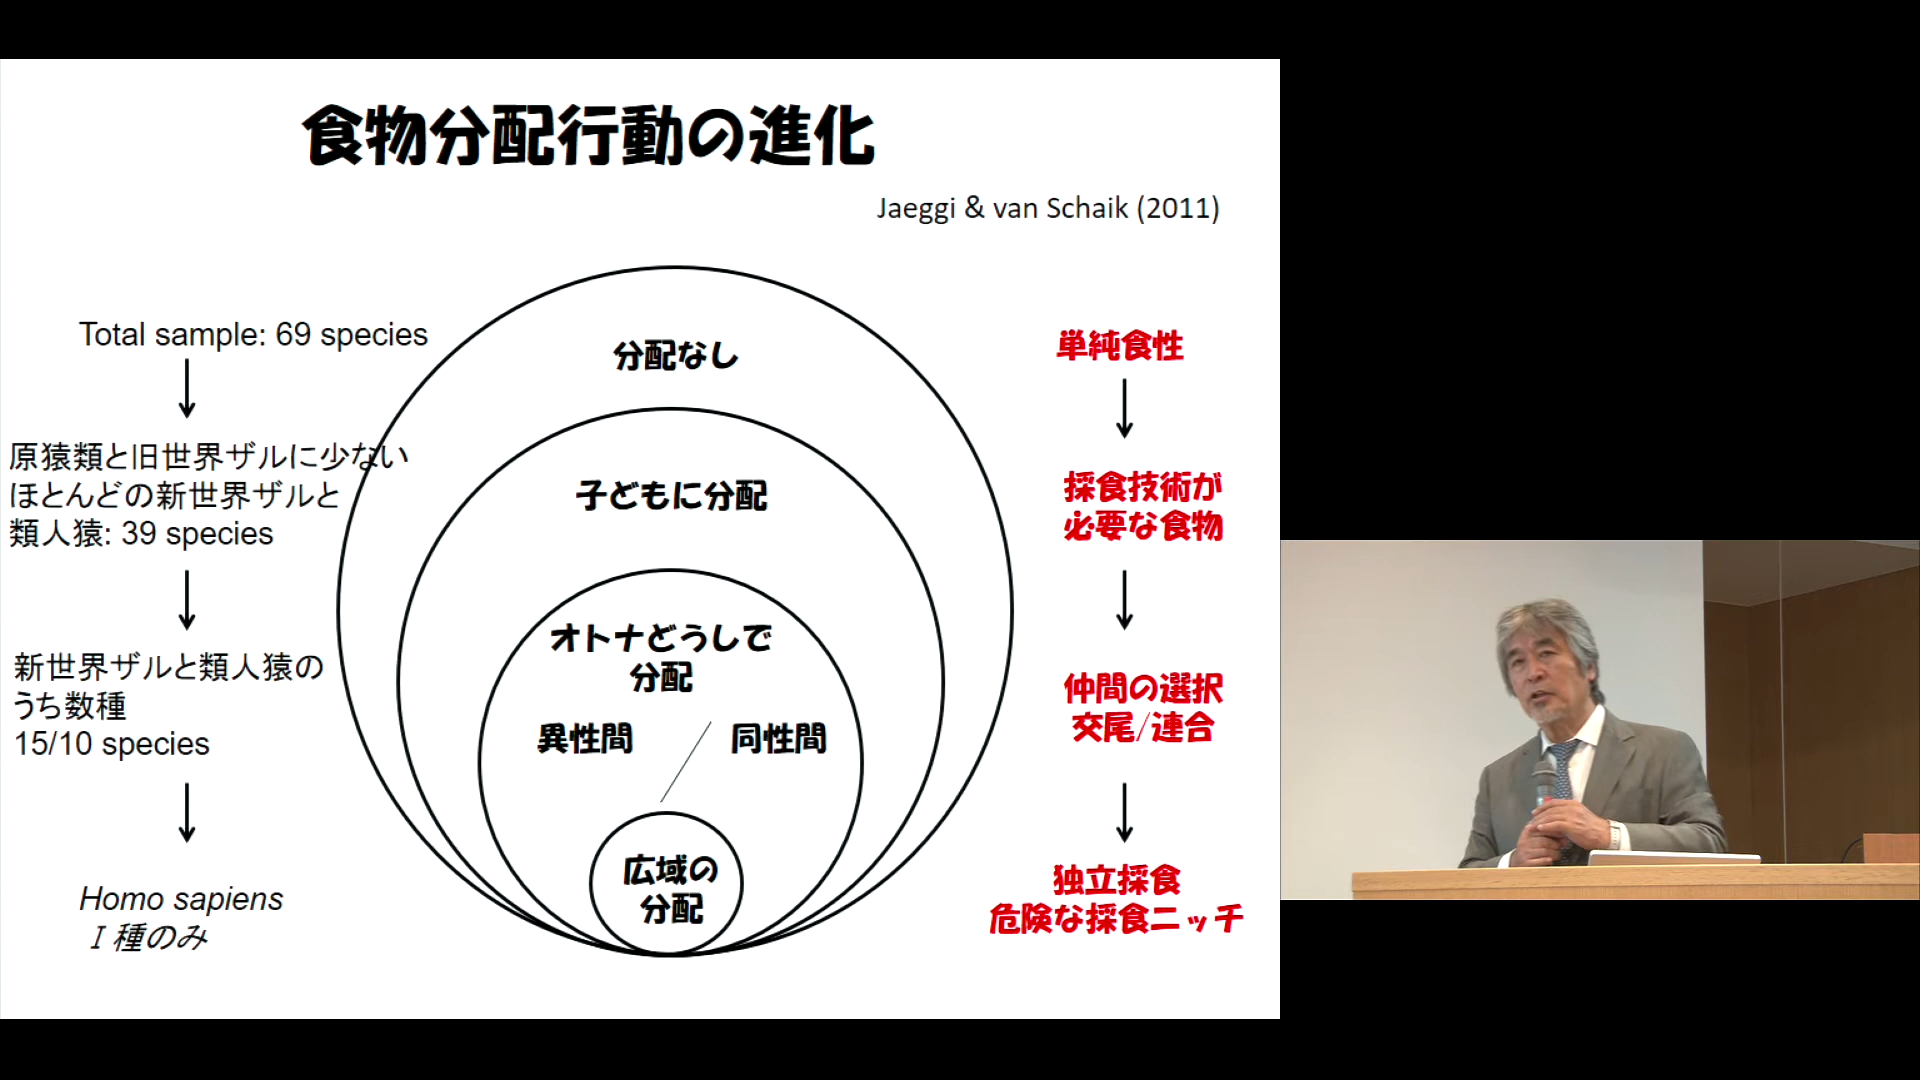 食物分配行動の進化
Jaeggi & van Schaik (2011)
Total sample: 69 species
原猿類と旧世界ザルに少ない
ほとんどの新世界ザルと
類人猿: 39 species
新世界ザルと類人猿の
うち数種
15/10 species
Homo sapiens
I 種のみ
分配なし
子どもに分配
オトナどうしで
分配
異性間 / 同性間
広域の
分配
単純食性
採食技術が
必要な食物
仲間の選択
交尾/連合
独立採食
危険な採食ニッチ